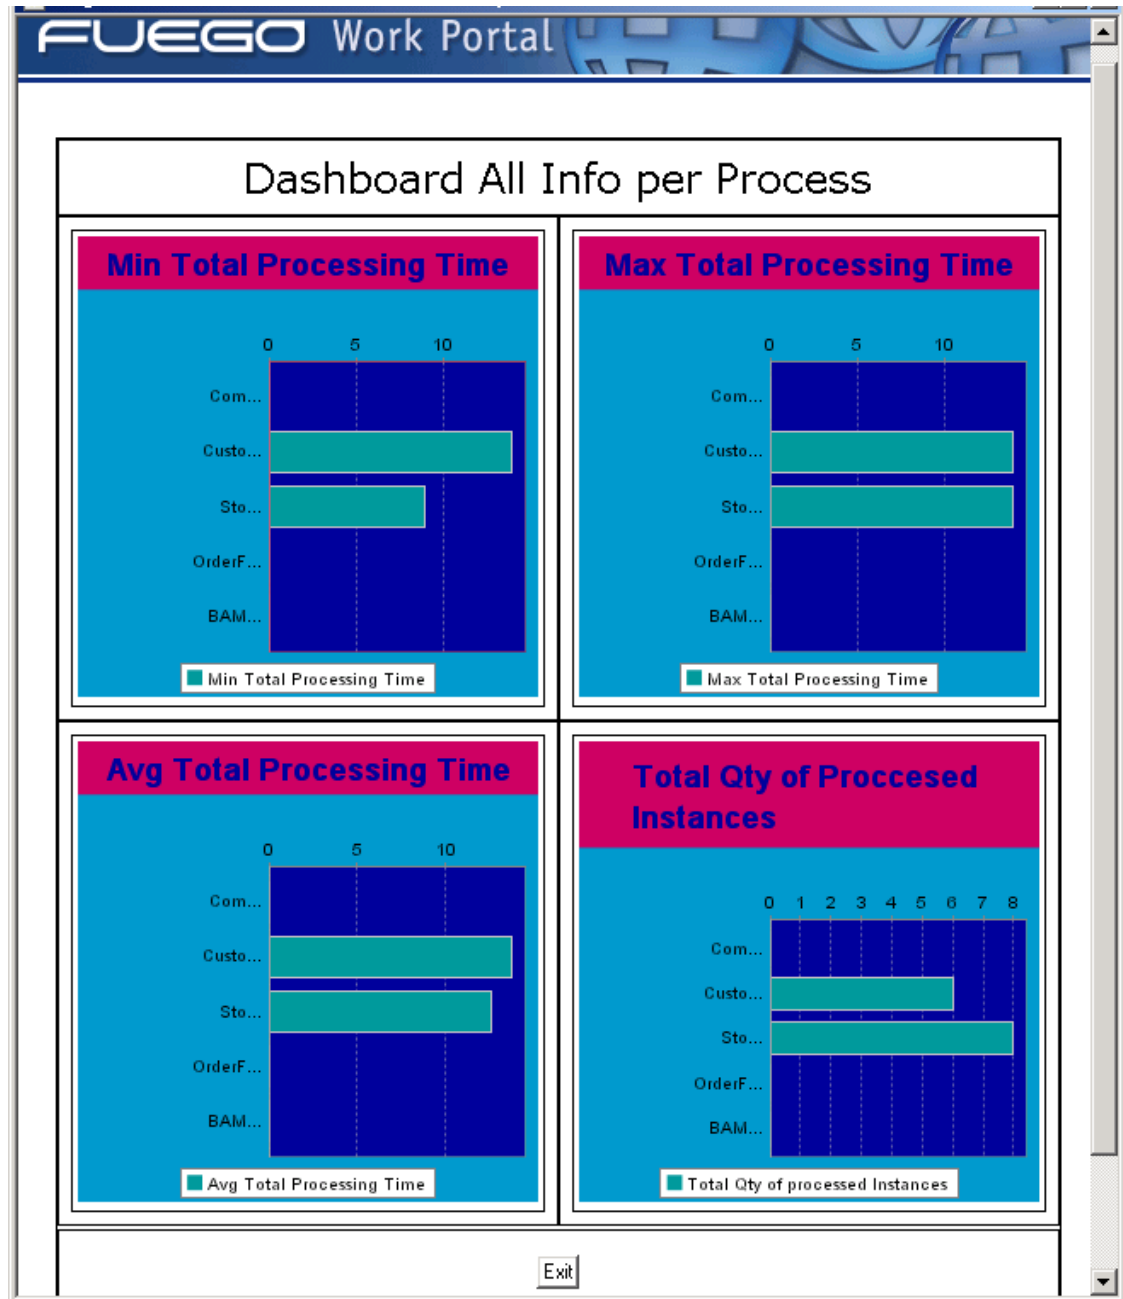 FUEGO Work Portal
Dashboard All Info per Process
Min Total Processing Time
0 5 10
Com...
Custo...
Sto...
OrderF...
BAM...
Min Total Processing Time
Max Total Processing Time
0 5 10
Com...
Custo...
Sto...
OrderF...
BAM...
Max Total Processing Time
Avg Total Processing Time
0 5 10
Com...
Custo...
Sto...
OrderF...
BAM...
Avg Total Processing Time
Total Qty of Proccesed
Instances
0 1 2 3 4 5 6 7 8
Com...
Custo...
Sto...
OrderF...
BAM...
Total Qty of processed Instances
Exit